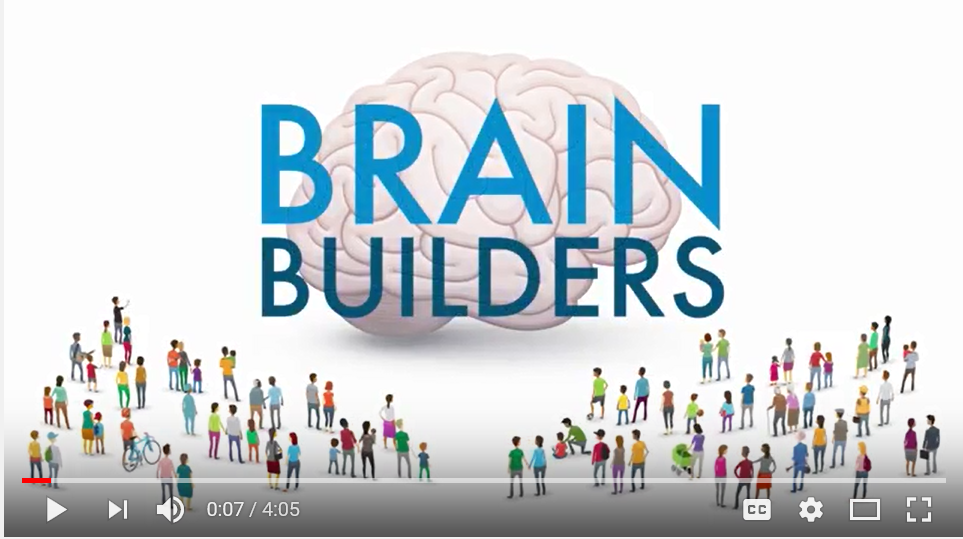 BRAIN
BUILDERS
0:07 / 4:05
CC